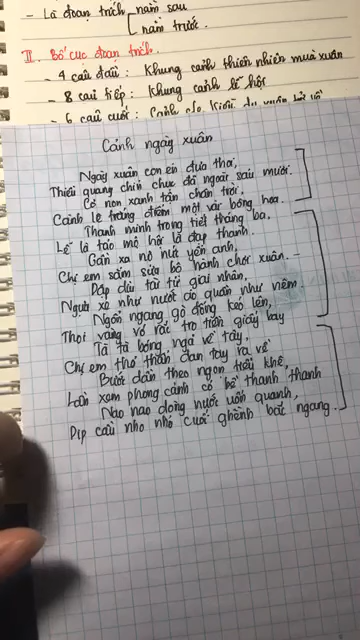 - Là đoạn trích nằm sau
nằm trước.
II. Bố cục đoạn trích.
- 4 câu đầu: Khung cảnh thiên nhiên mùa xuân
- 8 câu tiếp: Khung cảnh lễ hội
- 6 câu cuối: Cảnh chị
Cảnh ngày xuân
Ngày xuân con én đưa thoi,
Thiều quang chín chục đã ngoài sáu mươi.
Cỏ non xanh tận chân trời,
Cành lê trắng điểm một vài bông hoa.
Thanh minh trong tiết tháng ba,
Lễ là tảo mộ hội là đạp thanh.
Gần xa nô nức yến anh,
Chị em sắm sửa bộ hành chơi xuân.
Dập dìu tài tử giai nhân,
Ngựa xe như nước áo quần như nêm.
Ngổn ngang gò đống kéo lên,
Thoi vàng vó rắc tro tiền giấy bay
Tà tà bóng ngả về tây,
Chị em thơ thẩn dan tay ra về
Bước dần theo ngọn tiểu khê,
Lần xem phong cảnh có bề thanh thanh
Nao nao dòng nước uốn quanh,
Dịp cầu nho nhỏ cuối ghềnh bắc ngang.